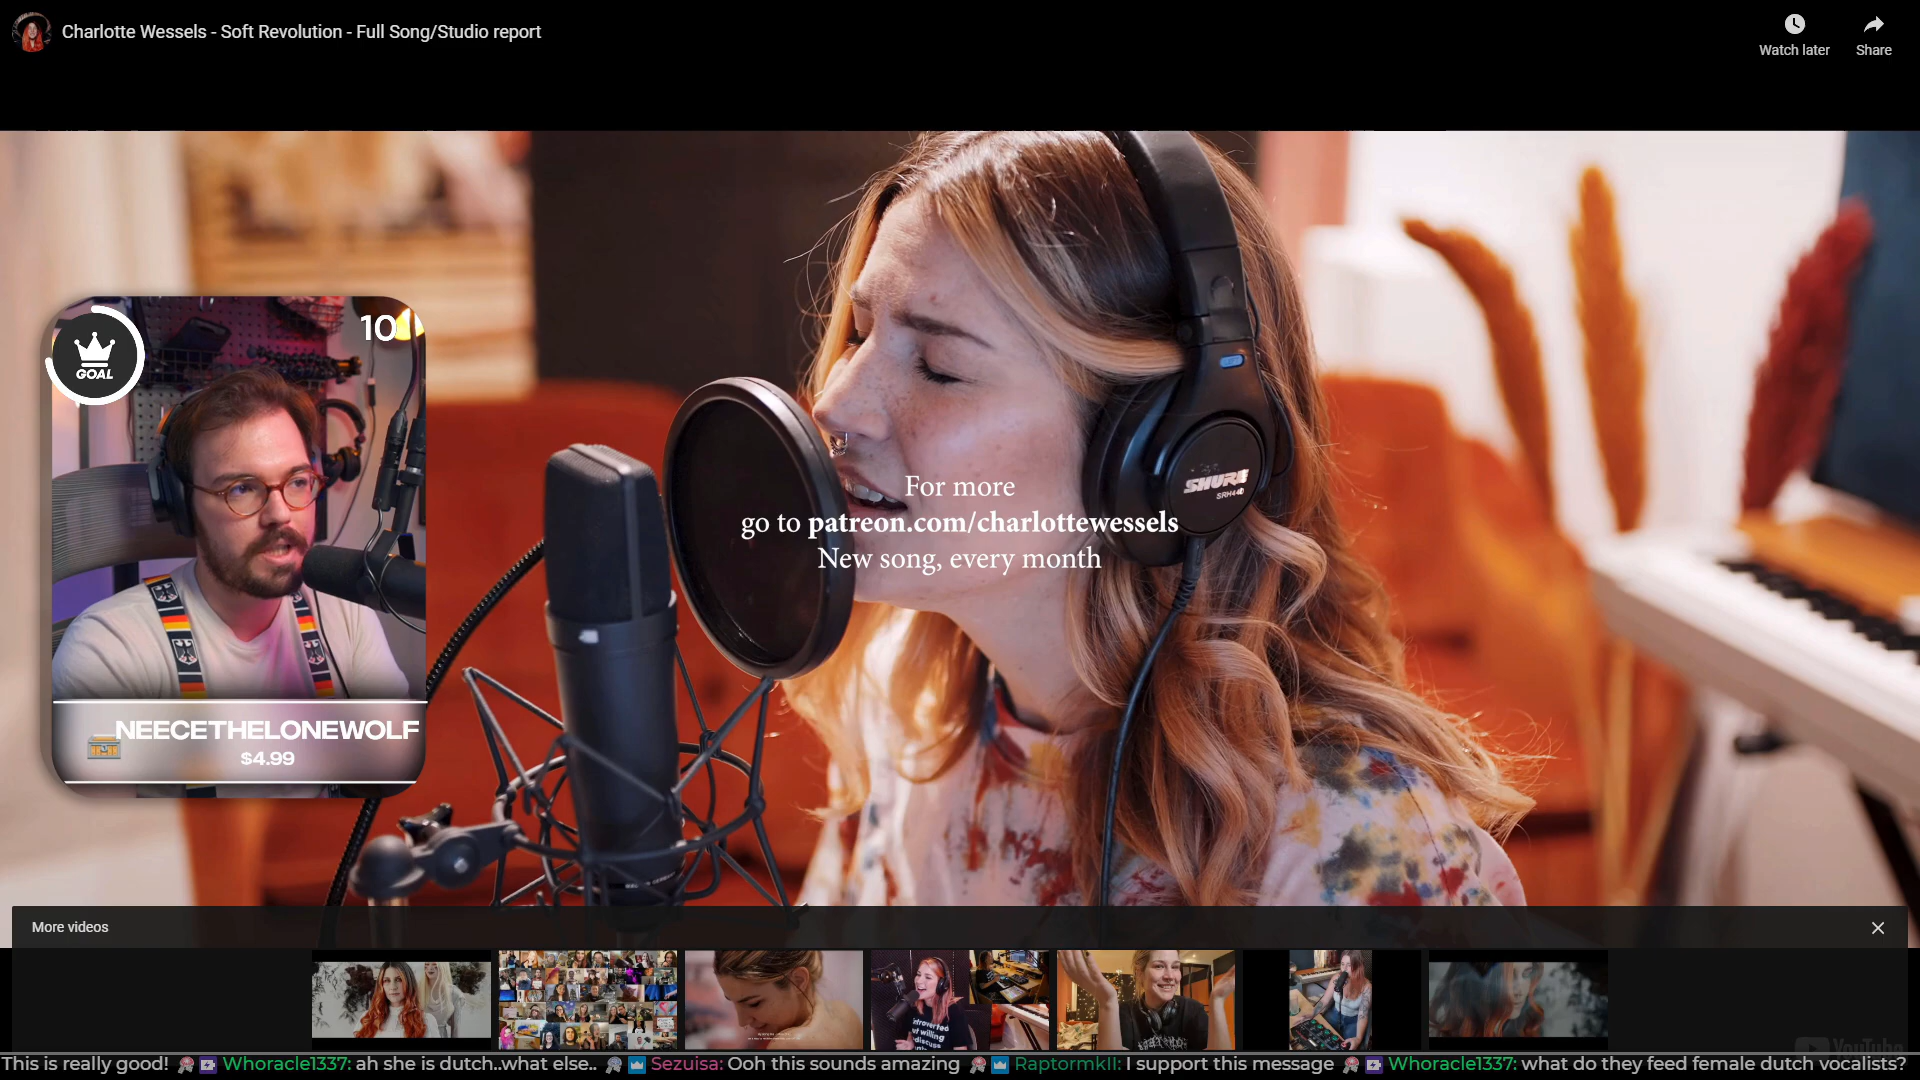 Charlotte Wessels - Soft Revolution - Full Song/Studio report
Watch later
Share
10
GOAL
SHURE
SRH440
For more
go to patreon.com/charlottewessels
New song, every month
NEECETHELONEWOLF
$4.99
More videos
YouTube
This is really good! Whoracle1337: ah she is dutch..what else.. Sezuisa: Ooh this sounds amazing RaptormkII: I support this message Whoracle1337: what do they feed female dutch vocalists?